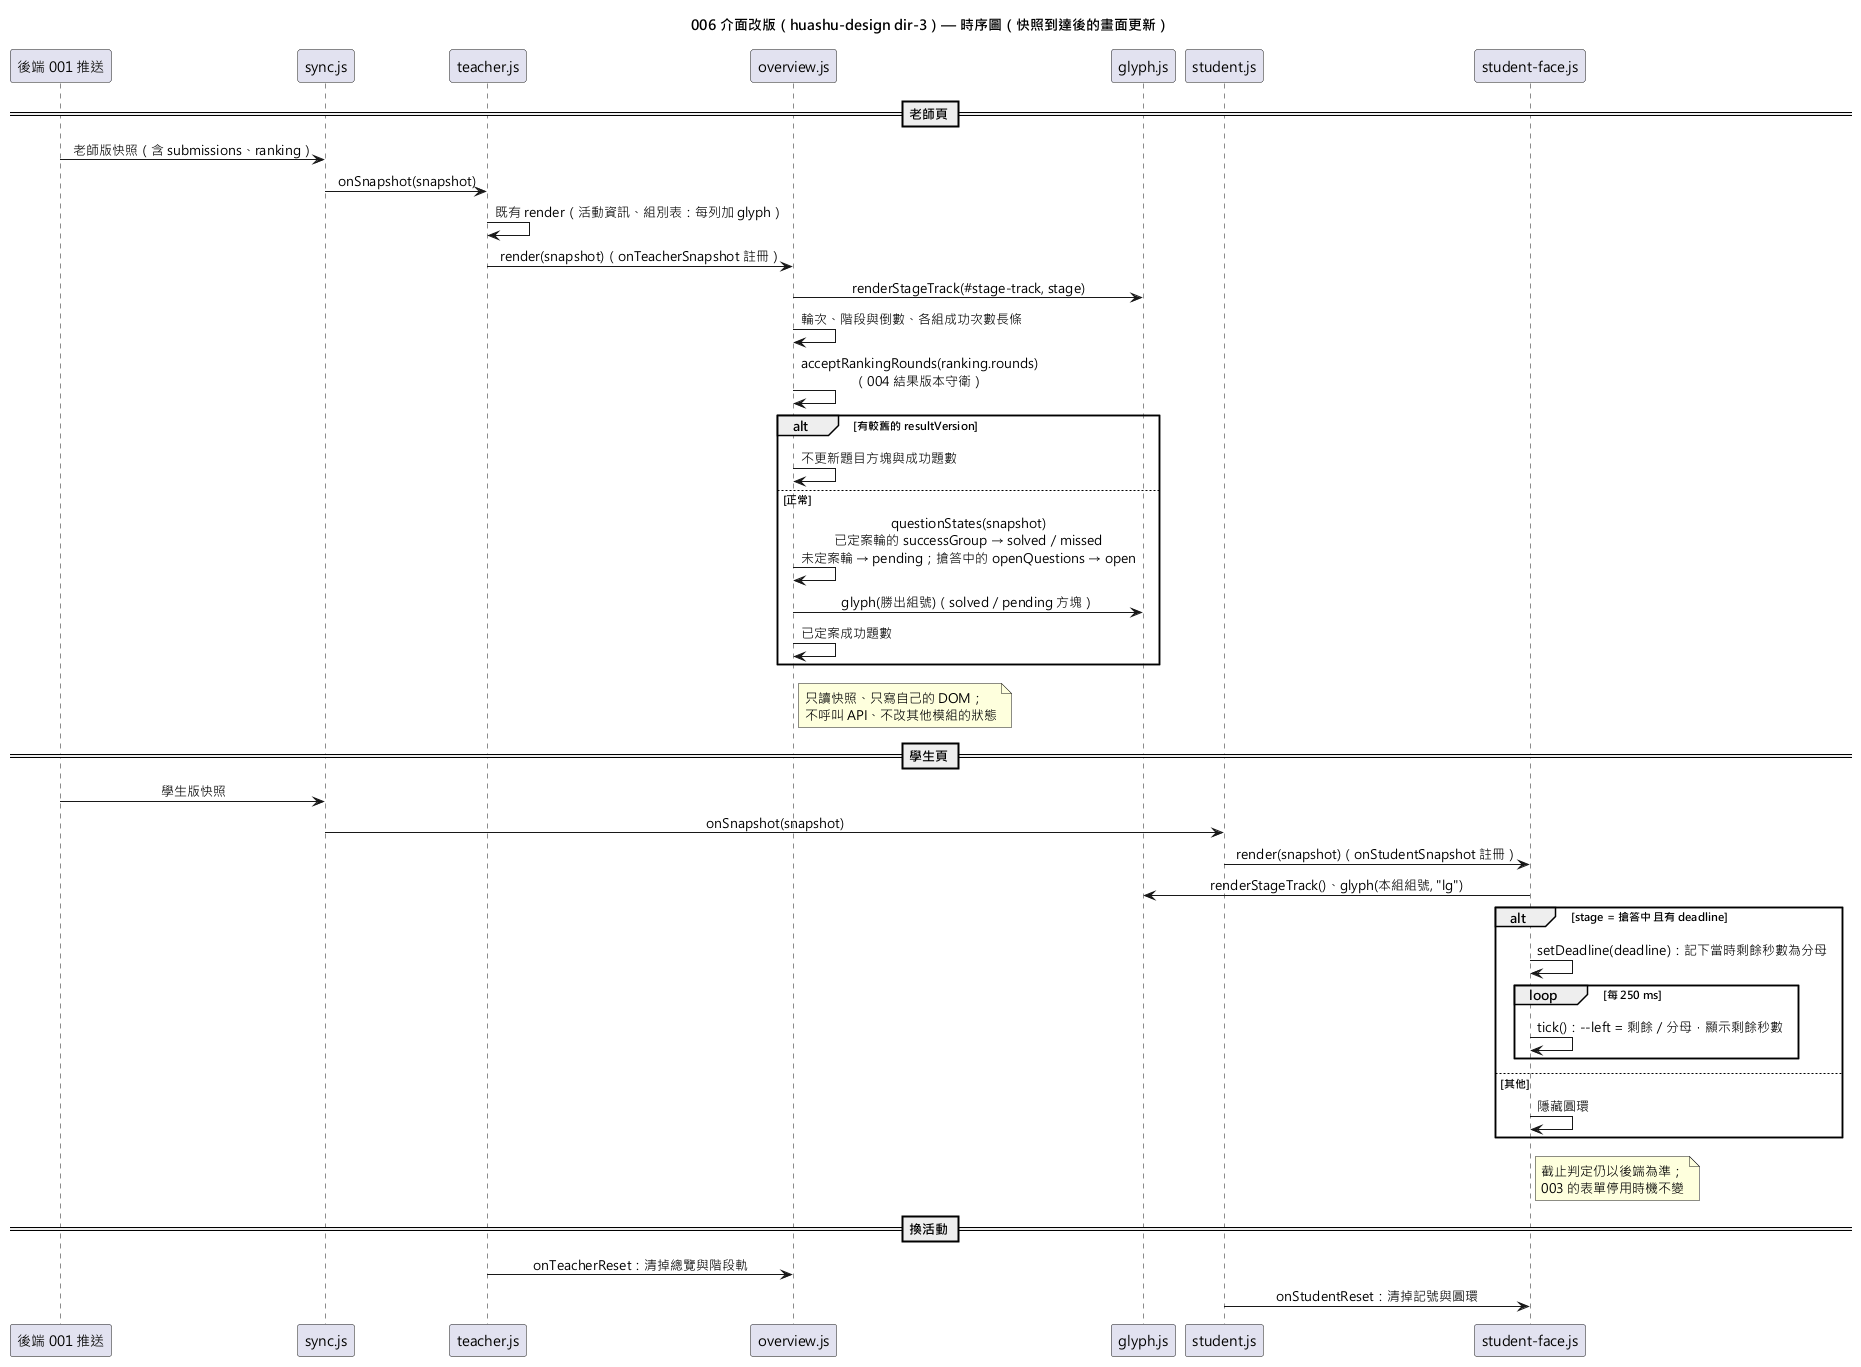 006 介面改版（huashu-design dir-3）— 時序圖（快照到達後的畫面更新）
後端 001 推送
sync.js
teacher.js
overview.js
glyph.js
student.js
student-face.js
老師頁
老師版快照（含 submissions、ranking）
onSnapshot(snapshot)
既有 render（活動資訊、組別表：每列加 glyph）
render(snapshot)（onTeacherSnapshot 註冊）
renderStageTrack(#stage-track, stage)
輪次、階段與倒數、各組成功次數長條
acceptRankingRounds(ranking.rounds)
（004 結果版本守衛）
alt
[有較舊的 resultVersion]
不更新題目方塊與成功題數
[正常]
questionStates(snapshot)
已定案輪的 successGroup → solved / missed
未定案輪 → pending；搶答中的 openQuestions → open
glyph(勝出組號)（solved / pending 方塊）
已定案成功題數
只讀快照、只寫自己的 DOM；
不呼叫 API、不改其他模組的狀態
學生頁
學生版快照
onSnapshot(snapshot)
render(snapshot)（onStudentSnapshot 註冊）
renderStageTrack()、glyph(本組組號, "lg")
alt
[stage = 搶答中 且有 deadline]
setDeadline(deadline)：記下當時剩餘秒數為分母
loop
[每 250 ms]
tick()：--left = 剩餘 / 分母，顯示剩餘秒數
[其他]
隱藏圓環
截止判定仍以後端為準；
003 的表單停用時機不變
換活動
onTeacherReset：清掉總覽與階段軌
onStudentReset：清掉記號與圓環
後端 001 推送
sync.js
teacher.js
overview.js
glyph.js
student.js
student-face.js